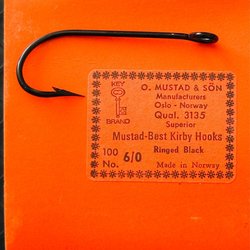 KEY
BRAND
O. MUSTAD & SÖN
Manufacturers
Oslo - Norway
Qual. 3135
Superior
Mustad-Best Kirby Hooks
100 Ringed Black
No. 6/0 Made in Norway